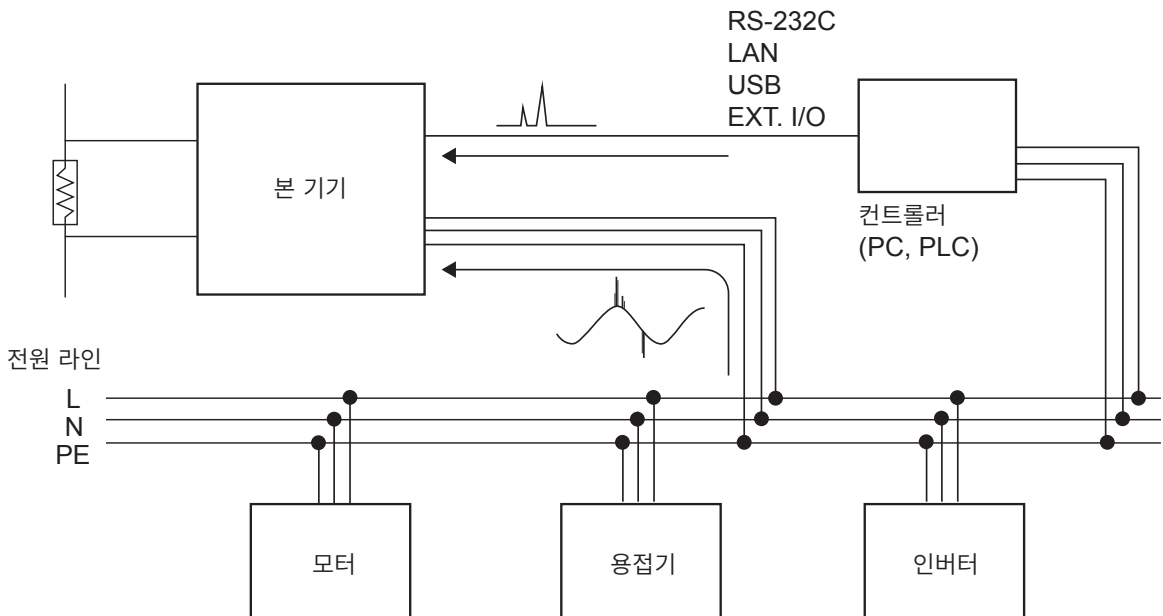 RS-232C
LAN
USB
EXT. I/O
본 기기
컨트롤러
(PC, PLC)
전원 라인
L
N
PE
모터
용접기
인버터